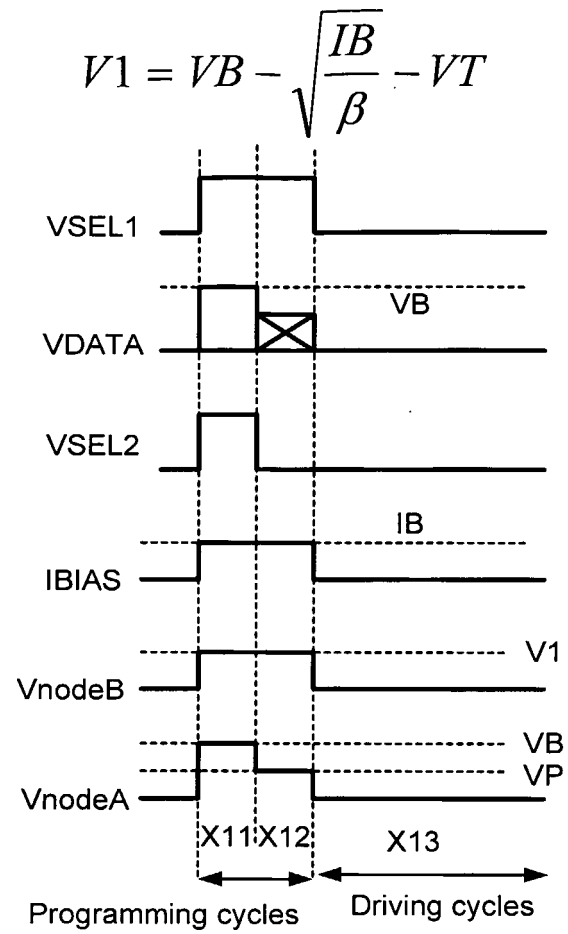 V1 = VB - √(IB/β) - VT
VSEL1
VB
VDATA
VSEL2
IB
IBIAS
V1
VnodeB
VB
VP
VnodeA
X11 X12 X13
Programming cycles Driving cycles